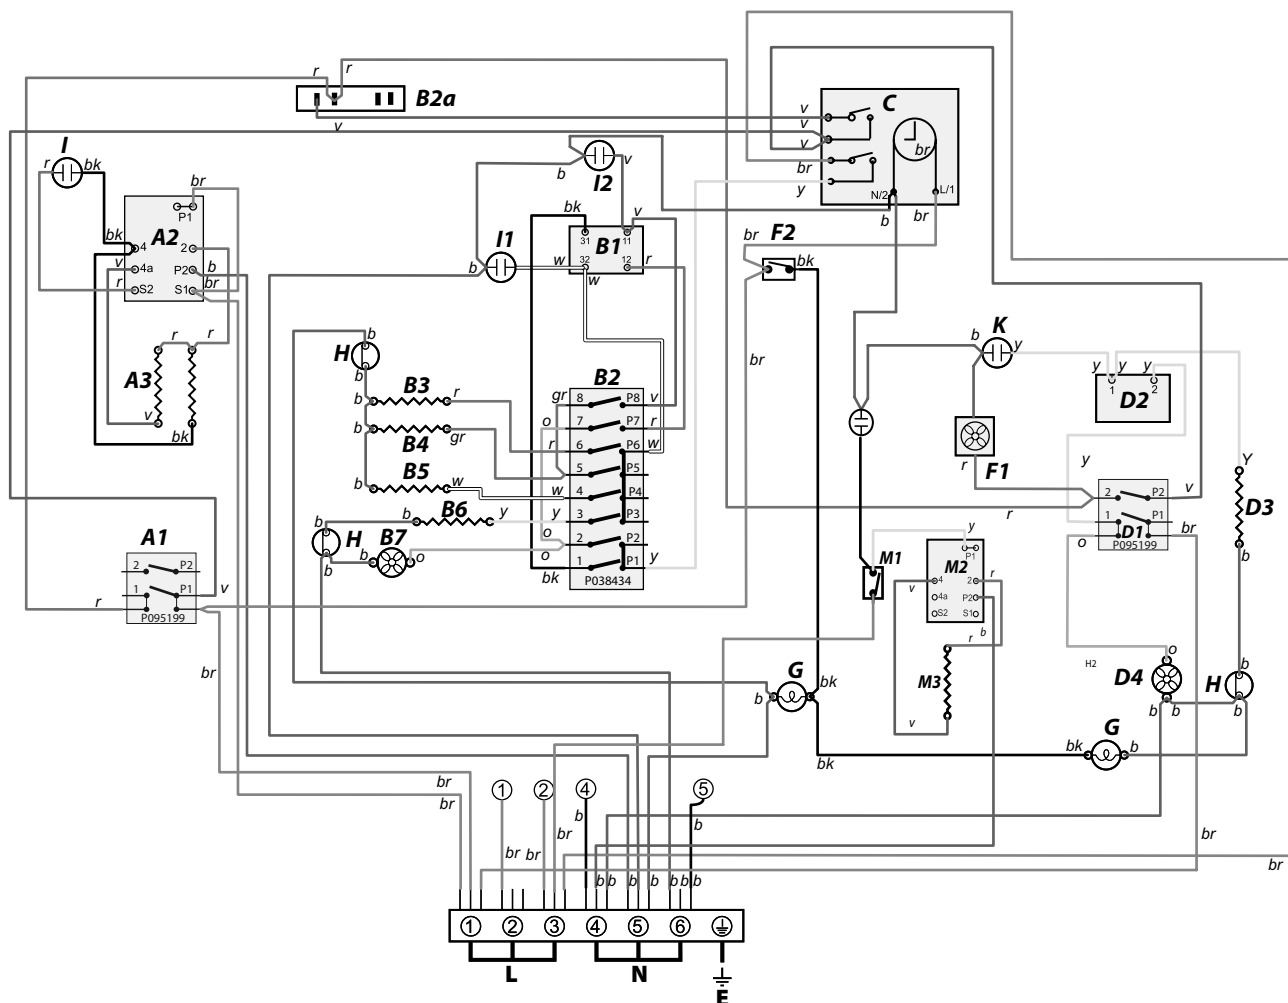 r
r
B2a
v
C
v
v
v
br
y
br
N/2
L/1
b
br
I
r
bk
br
P1
A2
bk
4
2
v
4a
P2
b
r
S2
S1
br
r
r
A3
v
bk
b
I2
v
bk
v
31
11
B1
I1
w
b
32
12
r
w
F2
br
bk
br
H
b
b
B3
r
b
B4
gr
b
B5
w
b
B6
y
b
b
H
B7
b
b
o
B2
gr
8
P8
v
o
7
P7
r
r
6
P6
w
5
P5
w
4
P4
y
3
P3
o
2
P2
o
1
P1
y
bk
P038434
K
b
y
y
y
y
1
2
D2
F1
r
y
r
2
P2
v
1
P1
br
D1
o
P095199
Y
D3
b
A1
2
P2
1
P1
v
r
P095199
br
M1
y
P1
M2
4
2
r
v
4a
P2
S2
S1
b
r
M3
v
H2
o
D4
b
b
b
H
b
G
b
bk
bk
G
bk
b
br
br
1
2
4
5
br
br
br
b
b
b
b
b
b
b
b
b
br
br
1
2
3
4
5
6
L
N
E